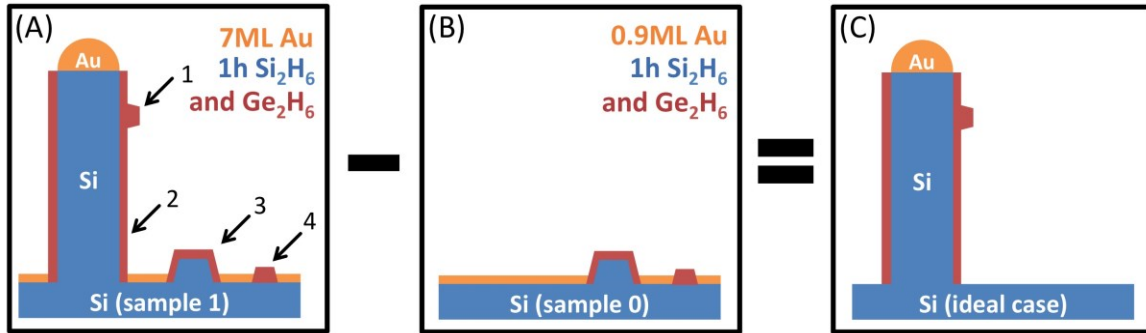 (A)
7ML Au
1h Si₂H₆
and Ge₂H₆
Au
1
Si
2
3
4
Si (sample 1)
(B)
0.9ML Au
1h Si₂H₆
and Ge₂H₆
Si (sample 0)
(C)
Au
Si
Si (ideal case)